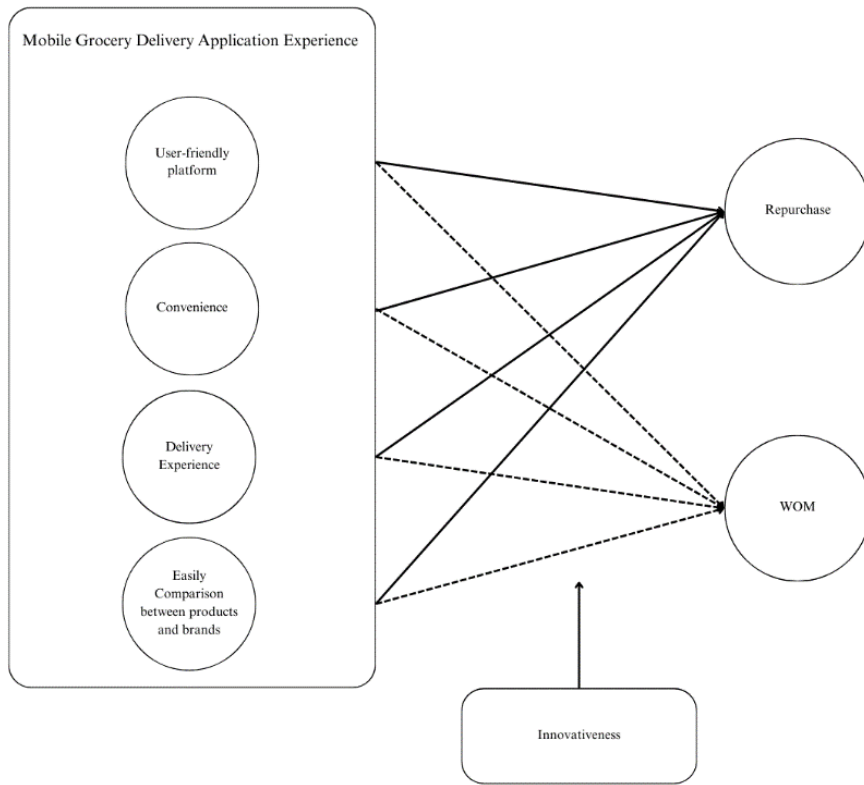 Mobile Grocery Delivery Application Experience
User-friendly
platform
Convenience
Delivery
Experience
Easily
Comparison
between products
and brands
Repurchase
WOM
Innovativeness